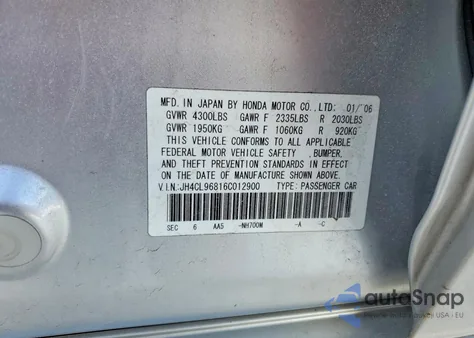 MFD. IN JAPAN BY HONDA MOTOR CO., LTD: 01/'06
GVWR 4300LBS GAWR F 2335LBS R 2030LBS
GVWR 1950KG GAWR F 1060KG R 920KG
THIS VEHICLE CONFORMS TO ALL APPLICABLE
FEDERAL MOTOR VEHICLE SAFETY, BUMPER,
AND THEFT PREVENTION STANDARDS IN EFFECT
ON THE DATE OF MANUFACTURE SHOWN ABOVE.
V.I.N.: JH4CL96816C012900 TYPE: PASSENGER CAR
SEC 6 AA5 -NH700M -A -C
autoSnap
USA - EU